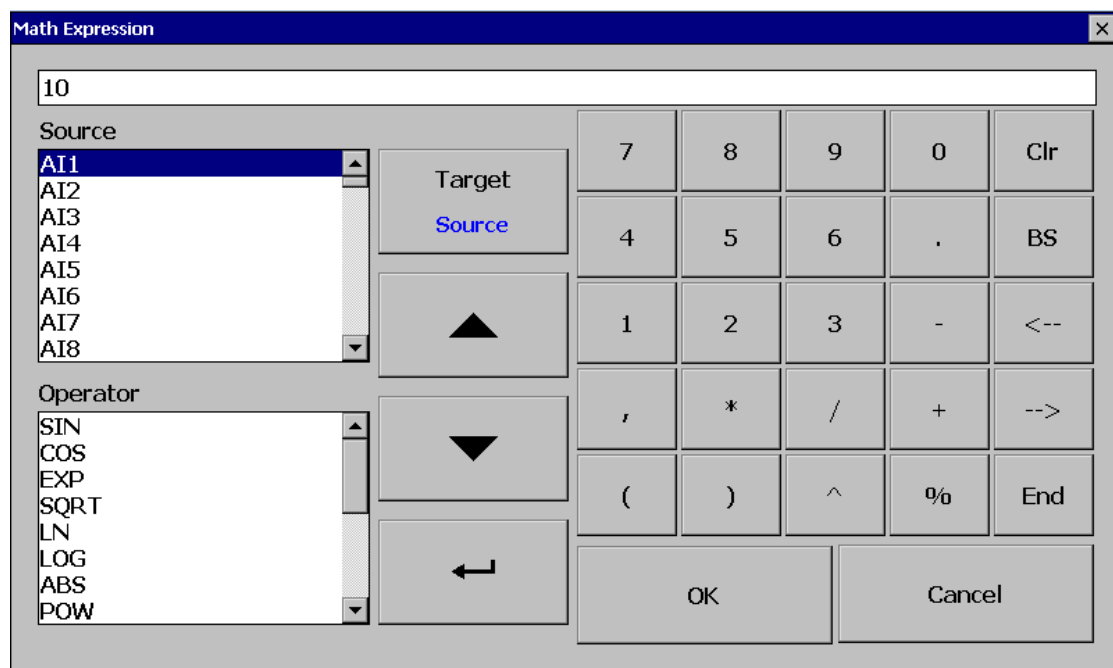 Math Expression
10
Source
AI1
AI2
AI3
AI4
AI5
AI6
AI7
AI8
Operator
SIN
COS
EXP
SQRT
LN
LOG
ABS
POW
Target
Source
7 8 9 0 Clr
4 5 6 . BS
1 2 3 - <--
, * / + -->
( ) ^ % End
OK Cancel